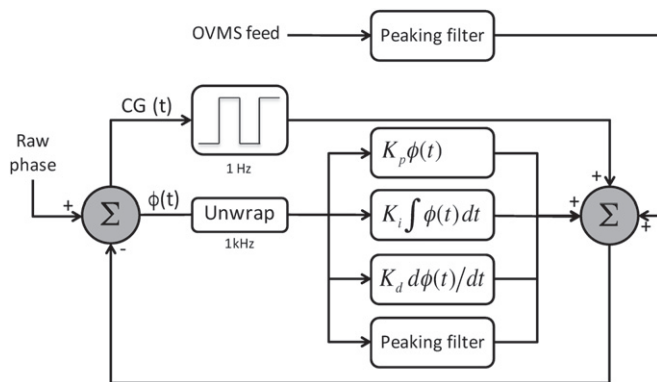 OVMS feed
Peaking filter
CG (t)
1 Hz
Raw
phase
+
Σ
-
ϕ(t)
Unwrap
1kHz
K_p ϕ(t)
K_i ∫ ϕ(t) dt
K_d dϕ(t)/dt
Peaking filter
+
+
Σ
+